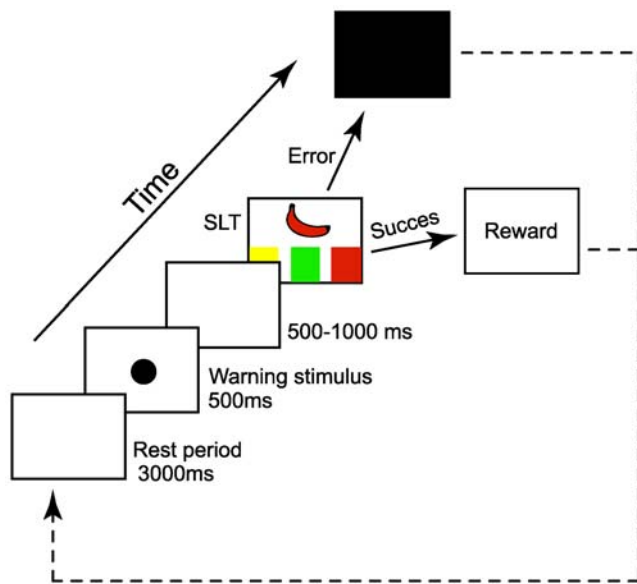 Time
Error
SLT
Succes
Reward
500-1000 ms
Warning stimulus
500ms
Rest period
3000ms